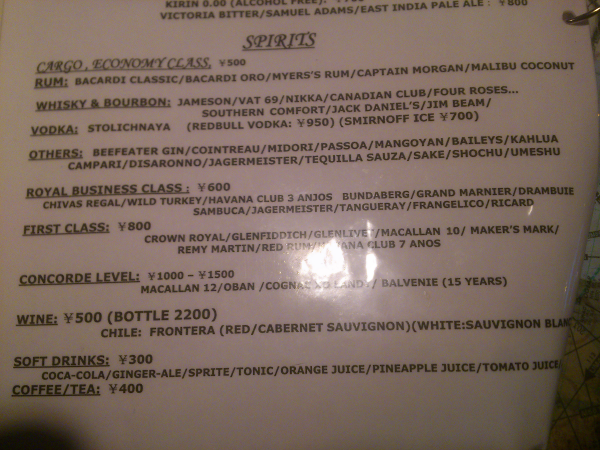 KIRIN 0.00 (ALCOHOL FREE):
VICTORIA BITTER/SAMUEL ADAMS/EAST INDIA PALE ALE : ¥800
SPIRITS
CARGO , ECONOMY CLASS, ¥500
RUM: BACARDI CLASSIC/BACARDI ORO/MYERS'S RUM/CAPTAIN MORGAN/MALIBU COCONUT
WHISKY & BOURBON: JAMESON/VAT 69/NIKKA/CANADIAN CLUB/FOUR ROSES...
SOUTHERN COMFORT/JACK DANIEL'S/JIM BEAM/
VODKA: STOLICHNAYA (REDBULL VODKA: ¥950) (SMIRNOFF ICE ¥700)
OTHERS: BEEFEATER GIN/COINTREAU/MIDORI/PASSOA/MANGOYAN/BAILEYS/KAHLUA
CAMPARI/DISARONNO/JAGERMEISTER/TEQUILLA SAUZA/SAKE/SHOCHU/UMESHU
ROYAL BUSINESS CLASS : ¥600
CHIVAS REGAL/WILD TURKEY/HAVANA CLUB 3 ANJOS BUNDABERG/GRAND MARNIER/DRAMBUIE
SAMBUCA/JAGERMEISTER/TANGUERAY/FRANGELICO/RICARD
FIRST CLASS: ¥800
CROWN ROYAL/GLENFIDDICH/GLENLIVET/MACALLAN 10/ MAKER'S MARK/
REMY MARTIN/RED RUM/HAVANA CLUB 7 ANOS
CONCORDE LEVEL: ¥1000 – ¥1500
MACALLAN 12/OBAN /COGNAC / BALVENIE (15 YEARS)
WINE: ¥500 (BOTTLE 2200)
CHILE: FRONTERA (RED/CABERNET SAUVIGNON)(WHITE:SAUVIGNON BLAN
SOFT DRINKS: ¥300
COCA-COLA/GINGER-ALE/SPRITE/TONIC/ORANGE JUICE/PINEAPPLE JUICE/TOMATO JUICE/
COFFEE/TEA: ¥400